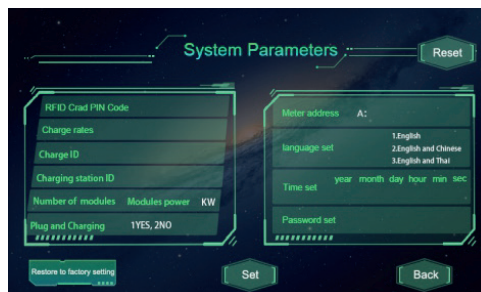 System Parameters
Reset
RFID Crad PIN Code
Charge rates
Charge ID
Charging station ID
Number of modules Modules power KW
Plug and Charging 1YES, 2NO
Meter address A:
language set
1.English
2.English and Chinese
3.English and Thal
Time set year month day hour min sec
Password set
Restore to factory setting
Set
Back